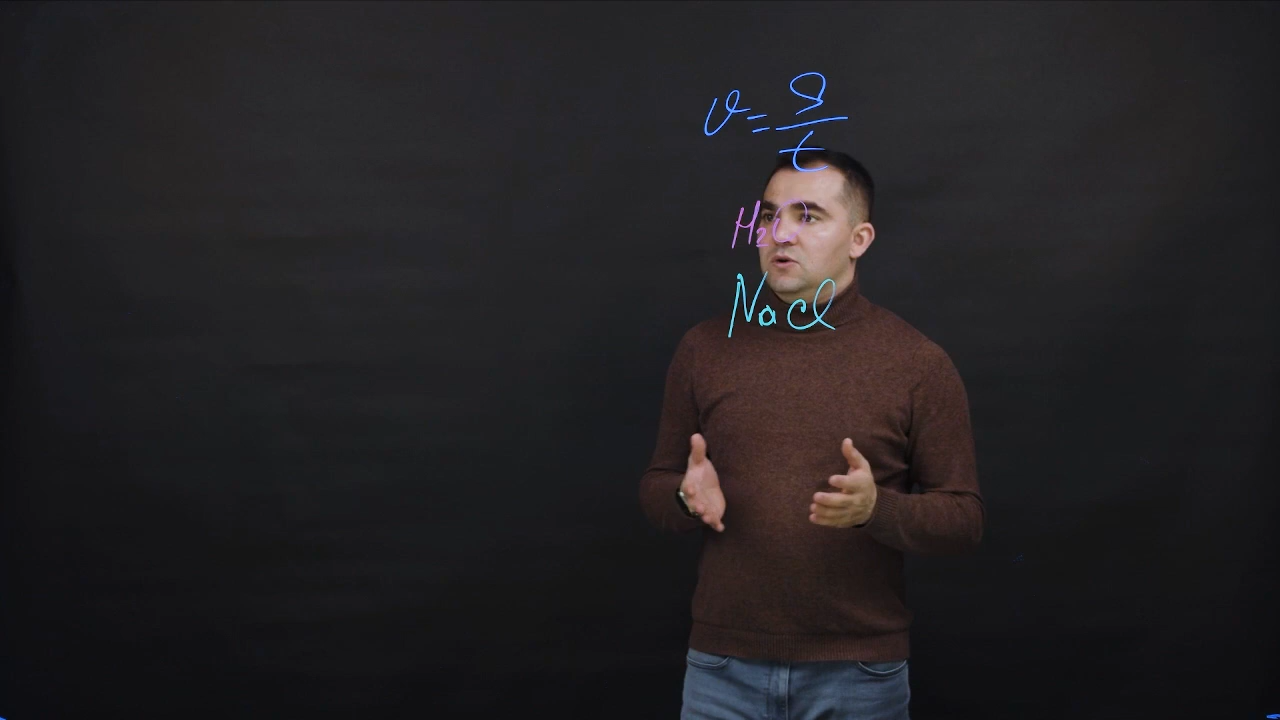 v = S/t
H₂O
NaCl